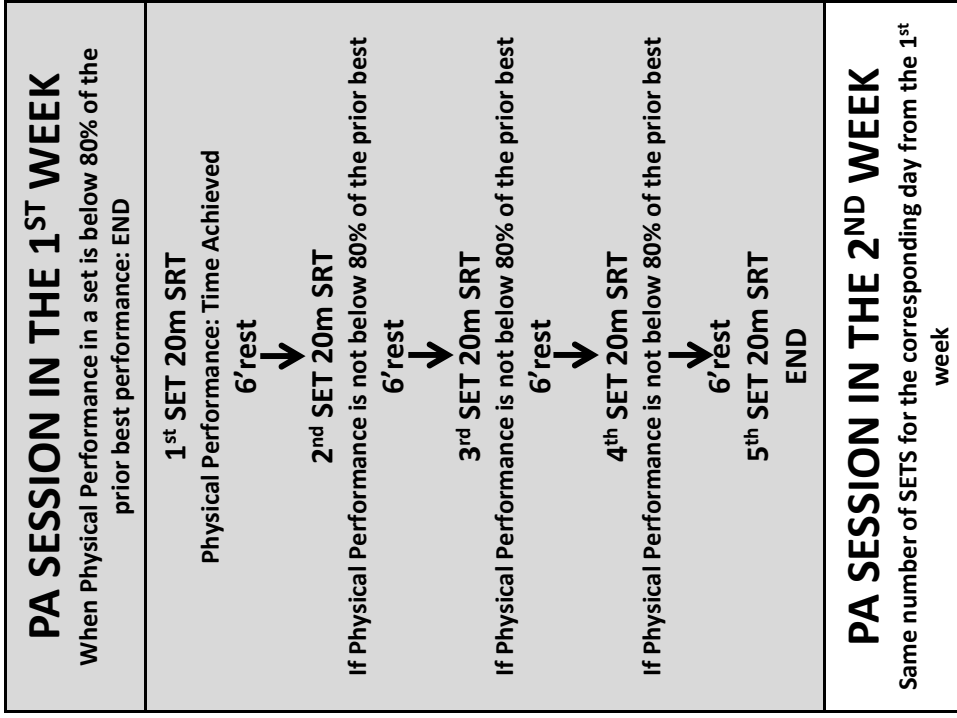 PA SESSION IN THE 1ST WEEK
When Physical Performance in a set is below 80% of the
prior best performance: END
1st SET 20m SRT
Physical Performance: Time Achieved
6’rest
2nd SET 20m SRT
If Physical Performance is not below 80% of the prior best
6’rest
3rd SET 20m SRT
If Physical Performance is not below 80% of the prior best
6’rest
4th SET 20m SRT
If Physical Performance is not below 80% of the prior best
6’rest
5th SET 20m SRT
END
PA SESSION IN THE 2ND WEEK
Same number of SETS for the corresponding day from the 1st
week